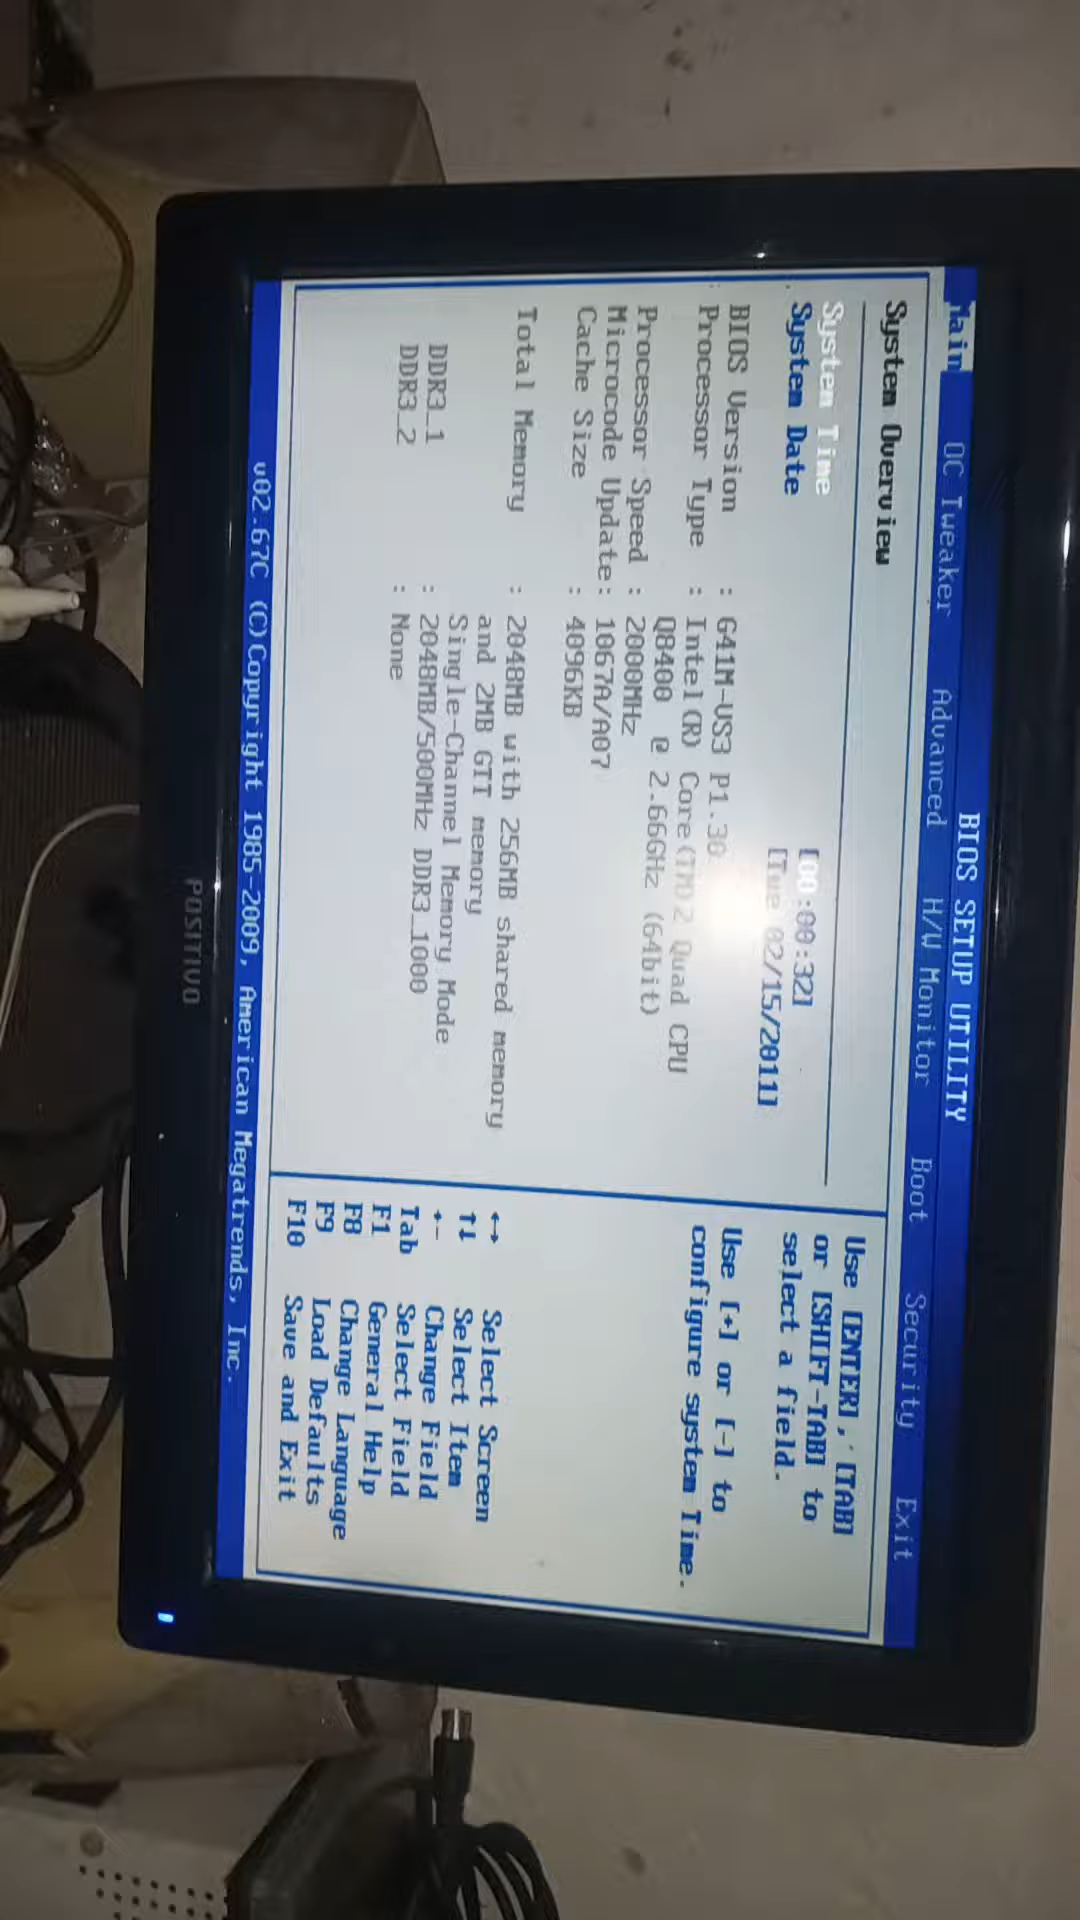 BIOS SETUP UTILITY
Main OC Tweaker Advanced H/W Monitor Boot Security Exit
System Overview
System Time [00:00:32]
System Date [Tue 02/15/2011]
BIOS Version : G41M-VS3 P1.30
Processor Type : Intel(R) Core(TM)2 Quad CPU
Q8400 @ 2.66GHz (64bit)
Processor Speed : 2000MHz
Microcode Update: 1067A/A07
Cache Size : 4096KB
Total Memory : 2048MB with 256MB shared memory
and 2MB GTT memory
Single-Channel Memory Mode
DDR3_1 : 2048MB/500MHz DDR3_1000
DDR3_2 : None
Use [ENTER], [TAB]
or [SHIFT-TAB] to
select a field.
Use [+] or [-] to
configure system Time.
↔ Select Screen
↑↓ Select Item
+- Change Field
Tab Select Field
F1 General Help
F8 Change Language
F9 Load Defaults
F10 Save and Exit
v02.67C (C)Copyright 1985-2009, American Megatrends, Inc.
POSITIVO